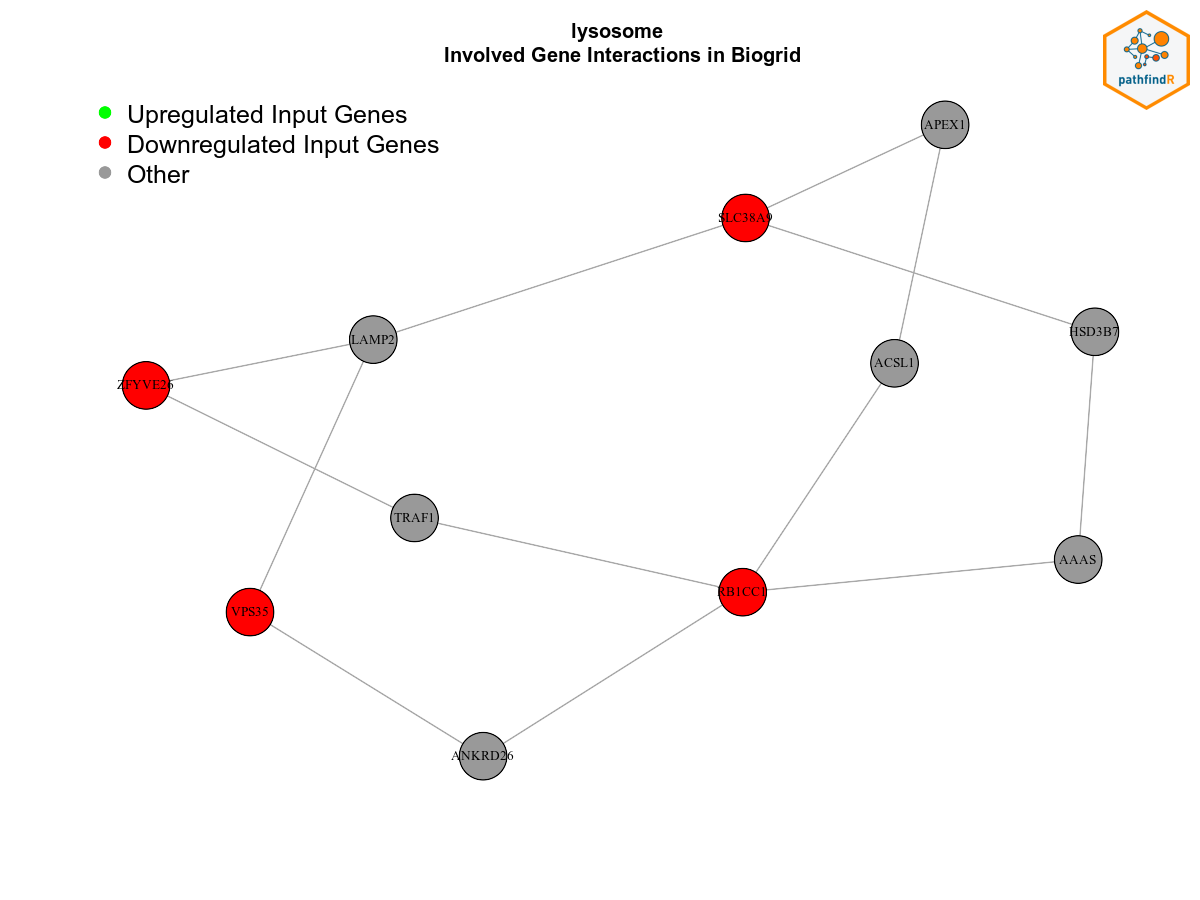 lysosome
Involved Gene Interactions in Biogrid
pathfindR
Upregulated Input Genes
Downregulated Input Genes
Other
APEX1
SLC38A9
HSD3B7
LAMP2
ACSL1
ZFYVE26
TRAF1
AAAS
RB1CC1
VPS35
ANKRD26